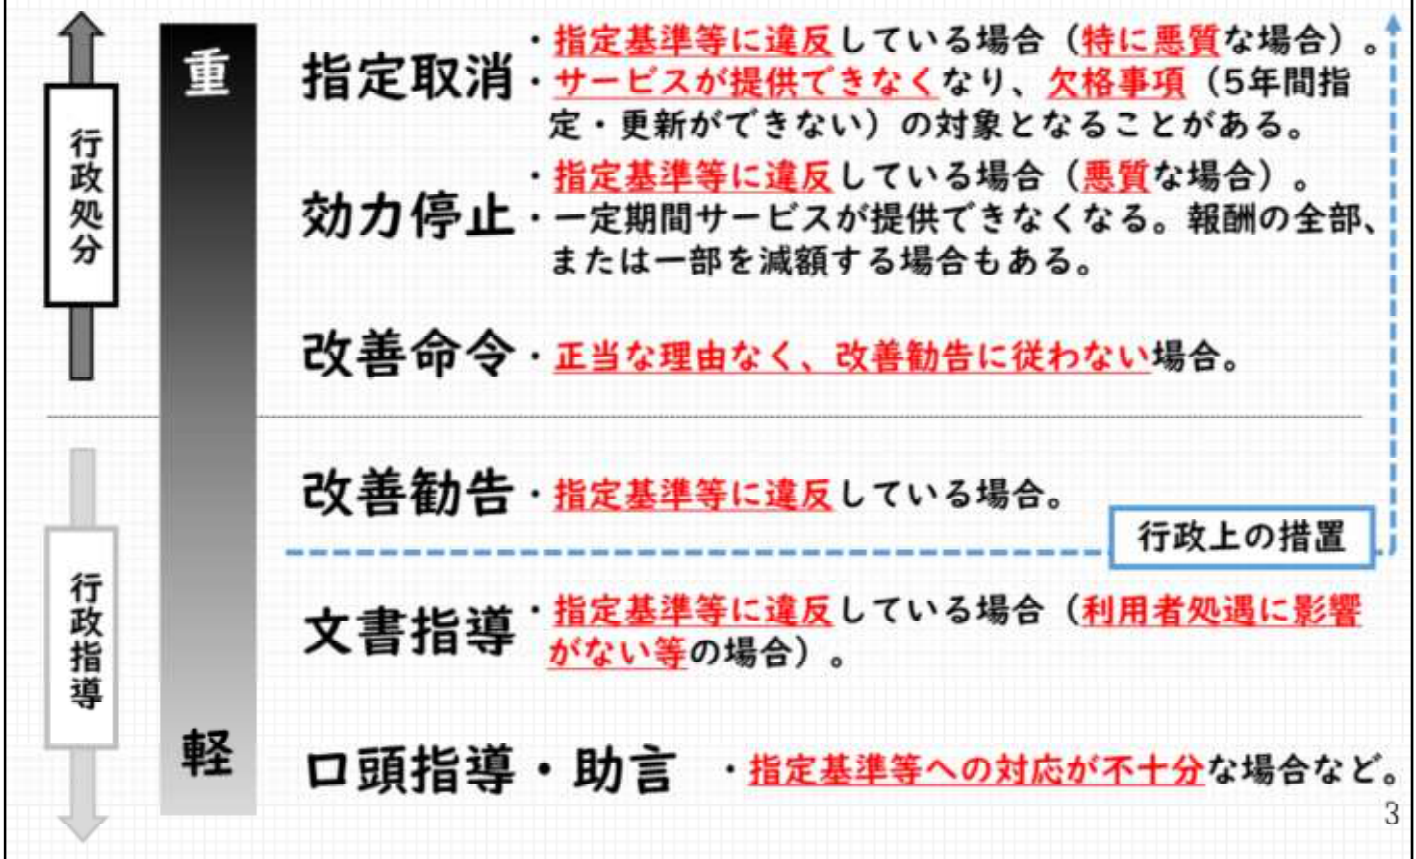 行政処分
重
指定取消
・指定基準等に違反している場合（特に悪質な場合）。
・サービスが提供できなくなり、欠格事項（5年間指
定・更新ができない）の対象となることがある。
効力停止
・指定基準等に違反している場合（悪質な場合）。
・一定期間サービスが提供できなくなる。報酬の全部、
または一部を減額する場合もある。
改善命令
・正当な理由なく、改善勧告に従わない場合。
改善勧告
・指定基準等に違反している場合。
行政上の措置
行政指導
文書指導
・指定基準等に違反している場合（利用者処遇に影響
がない等の場合）。
軽
口頭指導・助言
・指定基準等への対応が不十分な場合など。
3